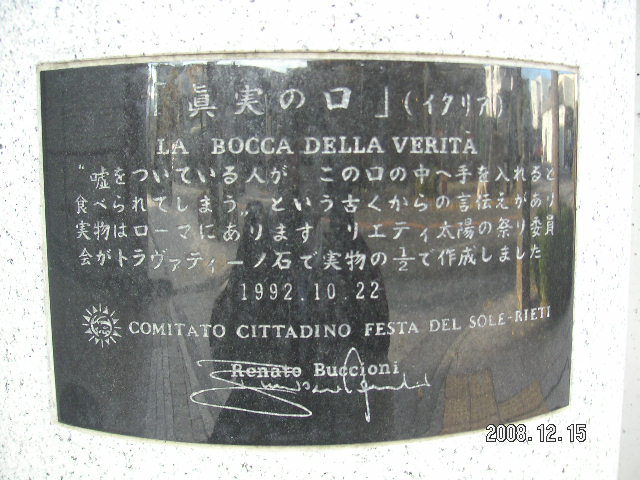 「眞実の口」(イタリア)
LA BOCCA DELLA VERITA
"嘘をついている人が この口の中へ手を入れると
食べられてしまう"という古くからの言伝えがあり
実物はローマにあります リエティ太陽の祭り委員
会がトラヴァティーノ石で実物の1/2で作成しました
1992.10.22
COMITATO CITTADINO FESTA DEL SOLE-RIETI
Renato Buccioni
2008.12.15